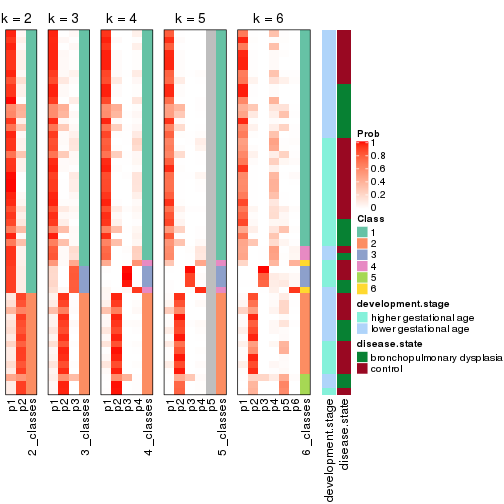 k = 2
k = 3
k = 4
k = 5
k = 6
Prob
1
0.8
0.6
0.4
0.2
0
Class
1
2
3
4
5
6
development.stage
higher gestational age
lower gestational age
disease.state
bronchopulmonary dysplasia
control
p1
p2
2_classes
p1
p2
p3
3_classes
p1
p2
p3
p4
4_classes
p1
p2
p3
p4
p5
5_classes
p1
p2
p3
p4
p5
p6
6_classes
development.stage
disease.state